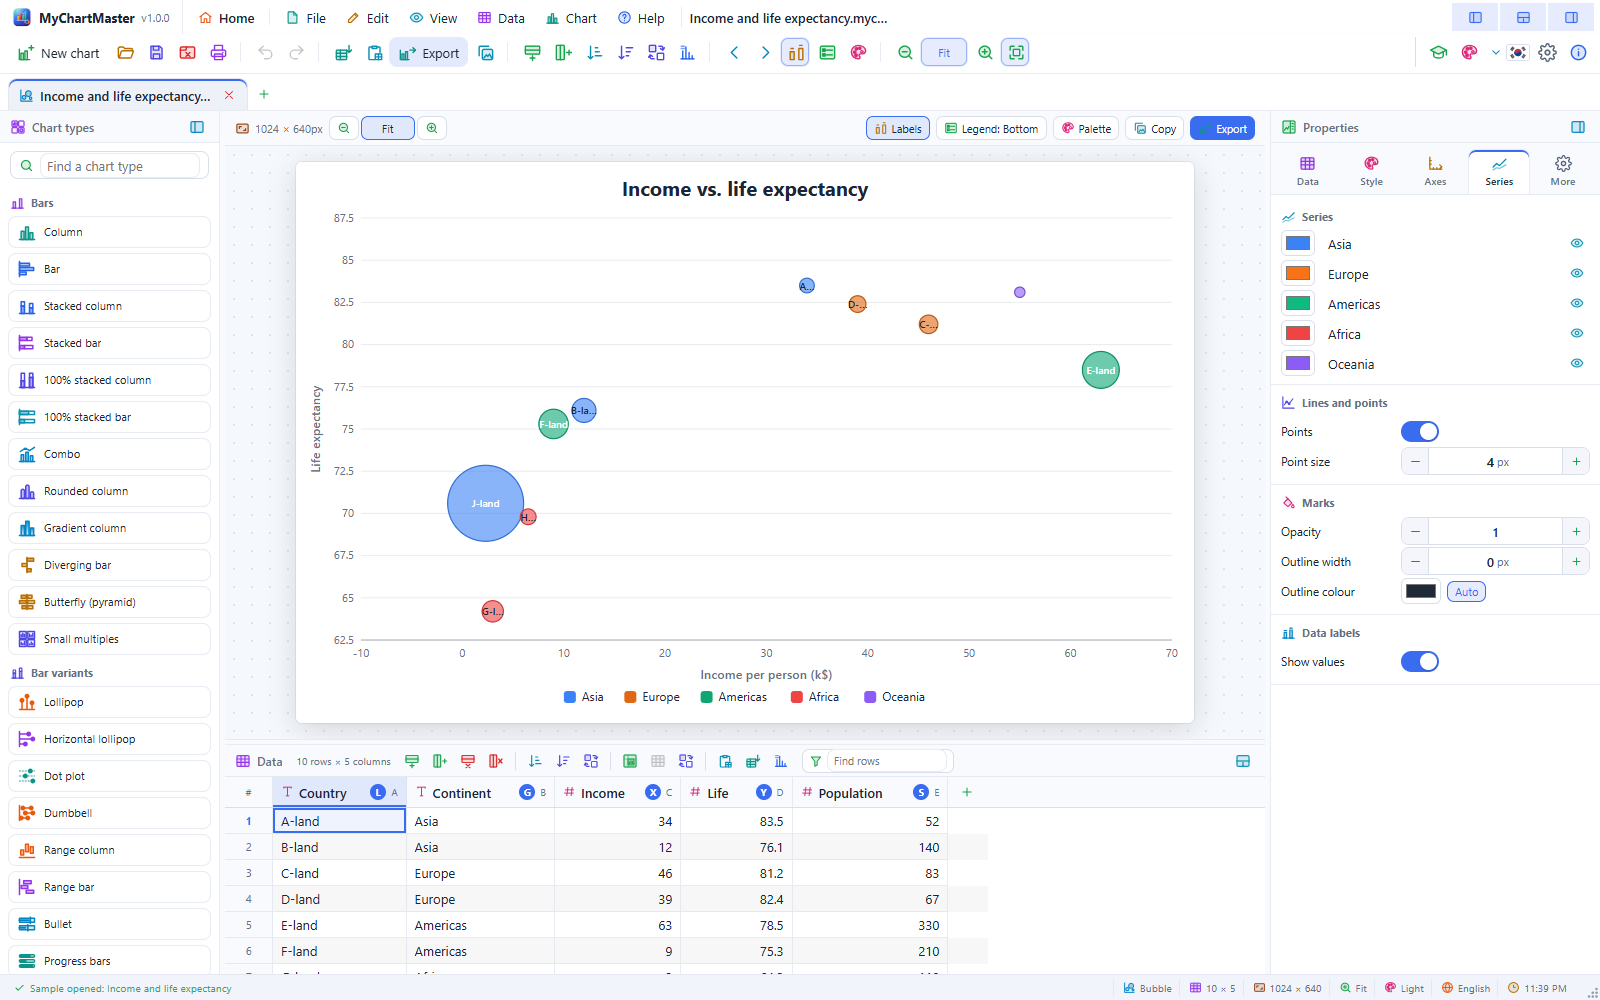 MyChartMaster v1.0.0 Home File Edit View Data Chart Help Income and life expectancy.myc...
New chart Export Fit
Income and life expectancy...
Chart types
Find a chart type
Bars
Column
Bar
Stacked column
Stacked bar
100% stacked column
100% stacked bar
Combo
Rounded column
Gradient column
Diverging bar
Butterfly (pyramid)
Small multiples
Bar variants
Lollipop
Horizontal lollipop
Dot plot
Dumbbell
Range column
Range bar
Bullet
Progress bars
1024 × 640px Fit Labels Legend: Bottom Palette Copy Export
Income vs. life expectancy
87.5
85
82.5
80
77.5
75
72.5
70
67.5
65
62.5
Life expectancy
A...
D-...
C-...
E-land
B-la...
F-land
J-land
H...
G-l...
-10 0 10 20 30 40 50 60 70
Income per person (k$)
Asia Europe Americas Africa Oceania
Data 10 rows × 5 columns Find rows
# Country L A Continent G B # Income X C # Life Y D # Population S E
1 A-land Asia 34 83.5 52
2 B-land Asia 12 76.1 140
3 C-land Europe 46 81.2 83
4 D-land Europe 39 82.4 67
5 E-land Americas 63 78.5 330
6 F-land Americas 9 75.3 210
Properties
Data Style Axes Series More
Series
Asia
Europe
Americas
Africa
Oceania
Lines and points
Points
Point size 4 px
Marks
Opacity 1
Outline width 0 px
Outline colour Auto
Data labels
Show values
Sample opened: Income and life expectancy Bubble 10 × 5 1024 × 640 Fit Light English 11:39 PM